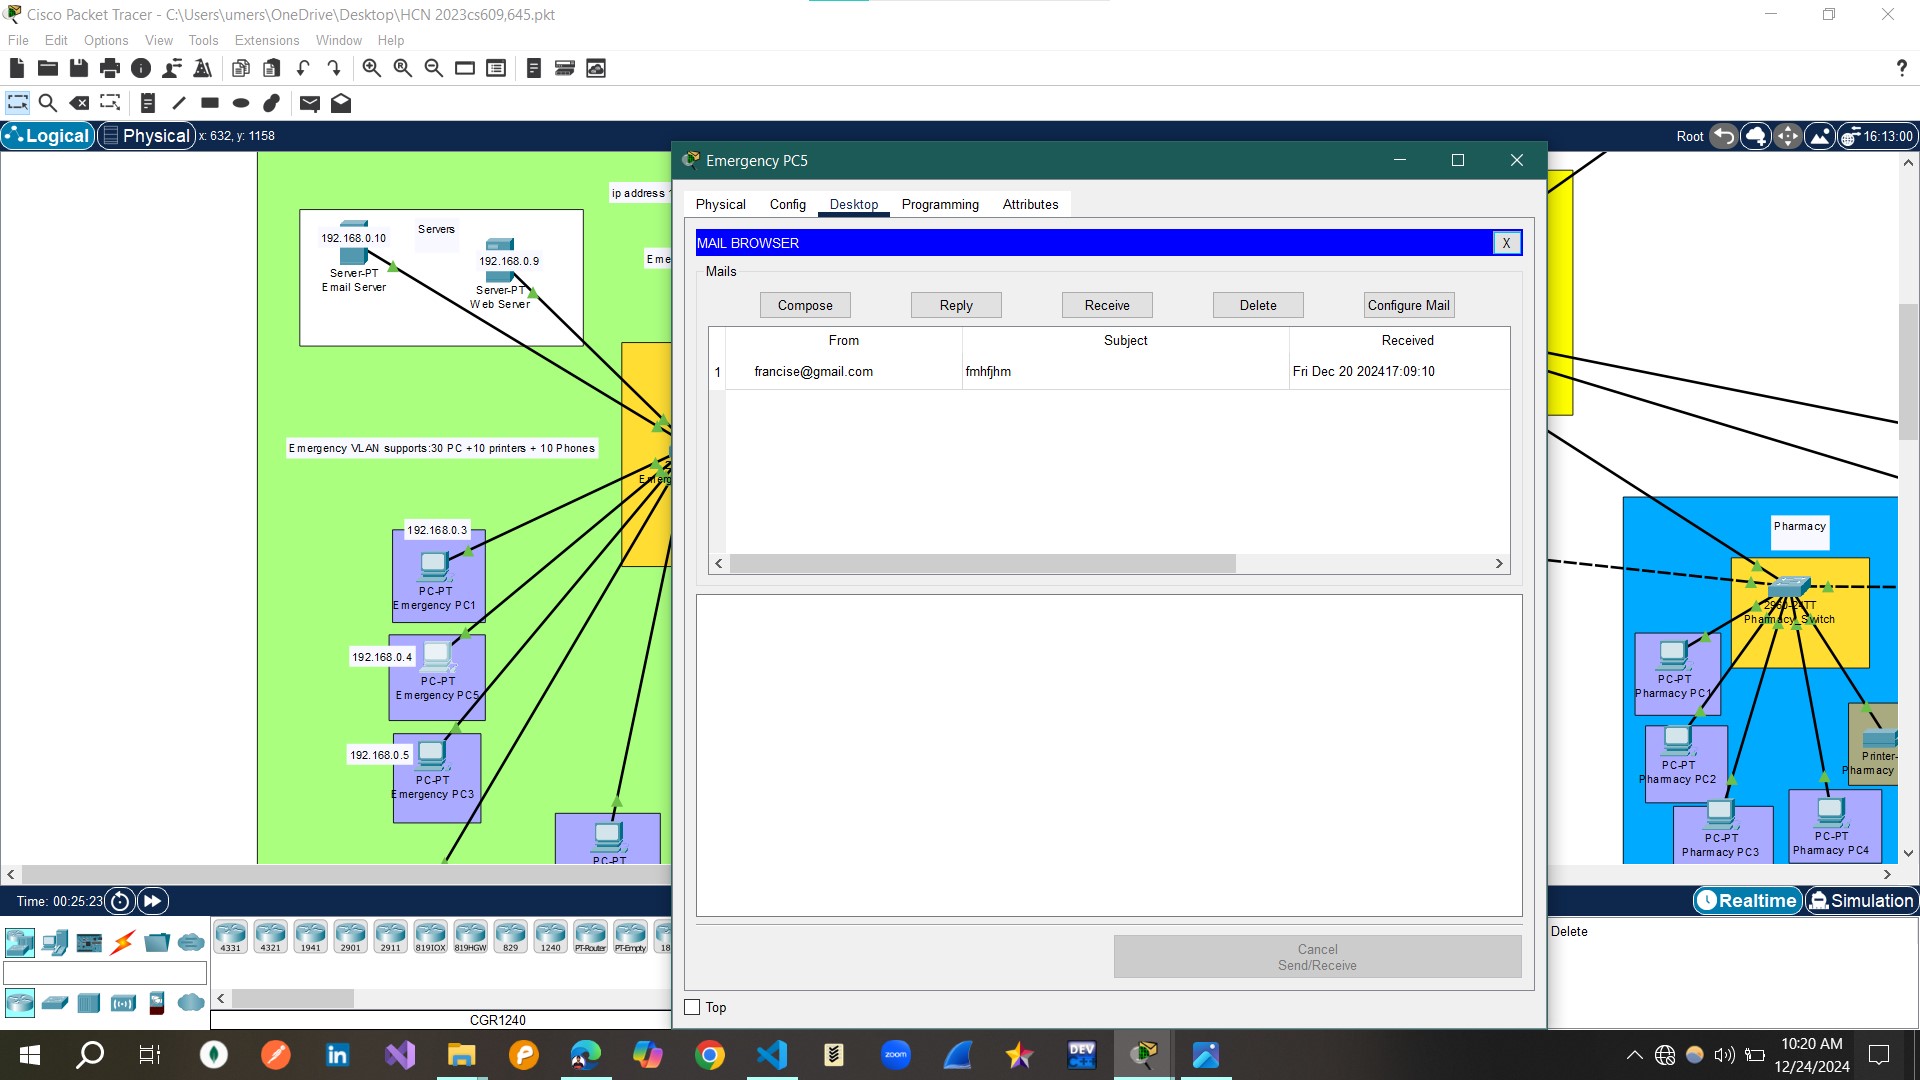 Cisco Packet Tracer - C:\Users\umers\OneDrive\Desktop\HCN 2023cs609,645.pkt
File Edit Options View Tools Extensions Window Help
?
Logical Physical x: 632, y: 1158
Root 16:13:00
ip address
Servers
192.168.0.10
Server-PT
Email Server
192.168.0.9
Server-PT
Web Server
Eme
Emergency VLAN supports:30 PC +10 printers + 10 Phones
Emerg
192.168.0.3
PC-PT
Emergency PC1
192.168.0.4
PC-PT
Emergency PC5
192.168.0.5
PC-PT
Emergency PC3
PC-PT
Emergency PC5
Physical Config Desktop Programming Attributes
MAIL BROWSER X
Mails
Compose Reply Receive Delete Configure Mail
From Subject Received
1 francise@gmail.com fmhfjhm Fri Dec 20 202417:09:10
Cancel
Send/Receive
Top
Pharmacy
2960-24TT
Pharmacy_Switch
PC-PT
Pharmacy PC1
PC-PT
Pharmacy PC2
PC-PT
Pharmacy PC3
PC-PT
Pharmacy PC4
Printer-
Pharmacy
Time: 00:25:23
Realtime Simulation
4331 4321 1941 2901 2911 819IOX 819HGW 829 1240 PT-Router PT-Empty 18
CGR1240
Delete
zoom
DEV
C++
10:20 AM
12/24/2024